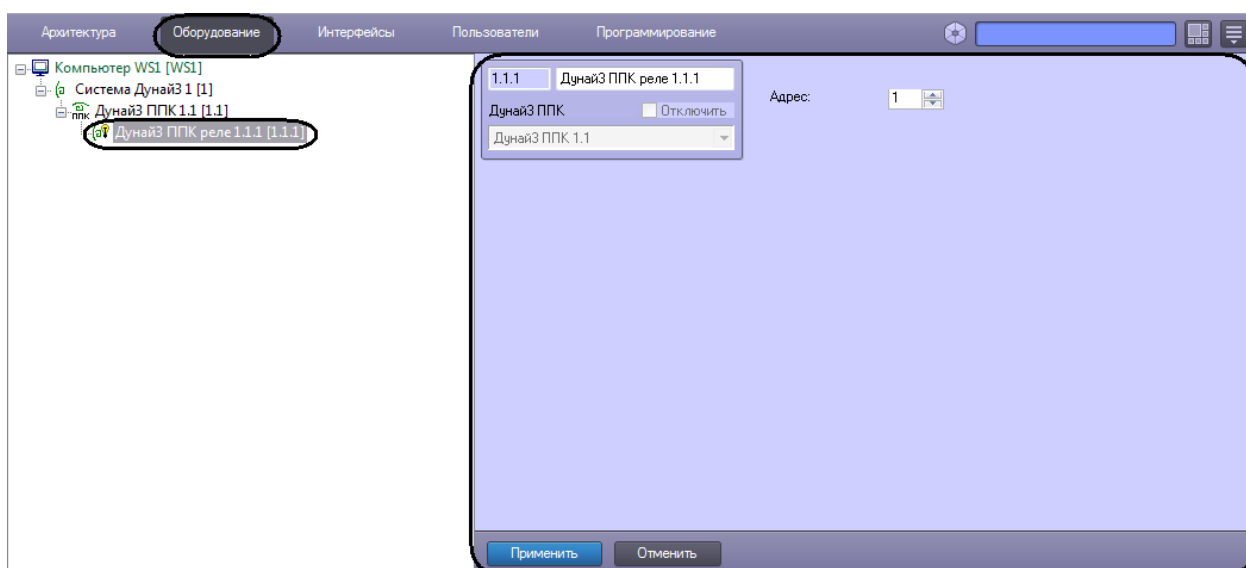 Архитектура Оборудование Интерфейсы Пользователи Программирование
Компьютер WS1 [WS1]
Система Дунай3 1 [1]
Дунай3 ППК 1.1 [1.1]
Дунай3 ППК реле 1.1.1 [1.1.1]
1.1.1 Дунай3 ППК реле 1.1.1
Дунай3 ППК Отключить
Дунай3 ППК 1.1
Адрес: 1
Применить Отменить